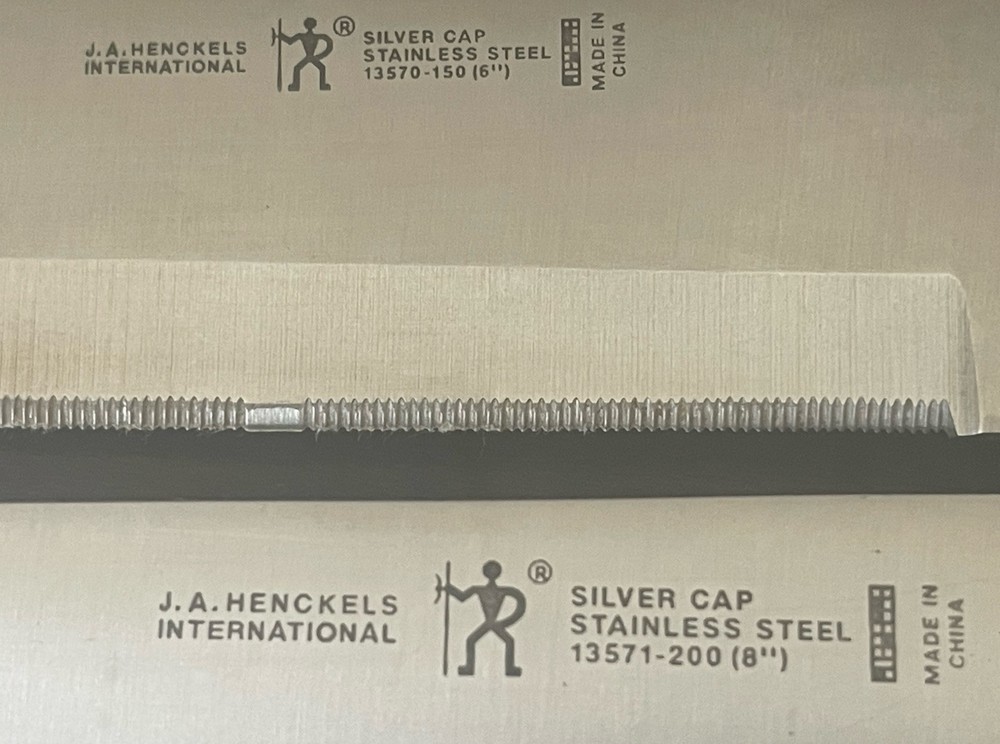 J.A.HENCKELS
INTERNATIONAL
®
SILVER CAP
STAINLESS STEEL
13570-150 (6")
MADE IN
CHINA
J.A.HENCKELS
INTERNATIONAL
®
SILVER CAP
STAINLESS STEEL
13571-200 (8")
MADE IN
CHINA